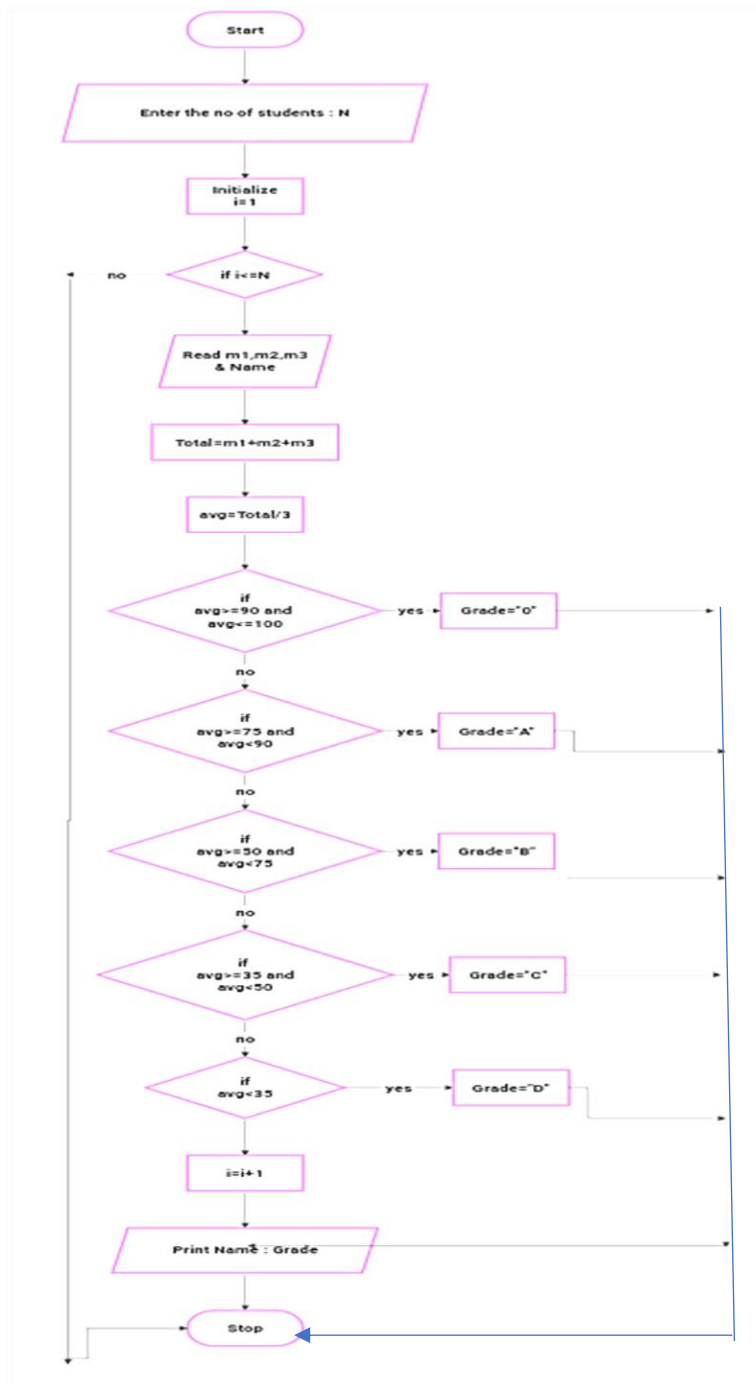 Start
Enter the no of students : N
Initialize
i=1
no
if i<=N
Read m1,m2,m3
& Name
Total=m1+m2+m3
avg=Total/3
if
avg>=90 and
avg<=100
yes
Grade="0"
no
if
avg>=75 and
avg<90
yes
Grade="A"
no
if
avg>=50 and
avg<75
yes
Grade="B"
no
if
avg>=35 and
avg<50
yes
Grade="C"
no
if
avg<35
yes
Grade="D"
i=i+1
Print Name : Grade
Stop